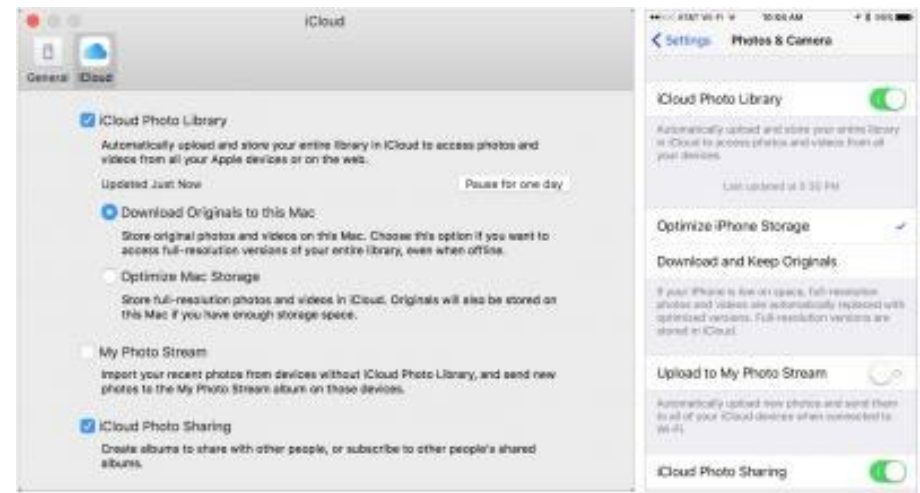 iCloud
General iCloud
iCloud Photo Library
Automatically upload and store your entire library in iCloud to access photos and
videos from all your Apple devices or on the web.
Updated Just Now
Pause for one day
Download Originals to this Mac
Store original photos and videos on this Mac. Choose this option if you want to
access full-resolution versions of your entire library, even when offline.
Optimize Mac Storage
Store full-resolution photos and videos in iCloud. Originals will also be stored on
this Mac if you have enough storage space.
My Photo Stream
Import your recent photos from devices without iCloud Photo Library, and send new
photos to the My Photo Stream album on those devices.
iCloud Photo Sharing
Create albums to share with other people, or subscribe to other people's shared
albums.
AT&T Wi-Fi
Settings Photos & Camera
iCloud Photo Library
Automatically upload and store your entire library
in iCloud to access photos and videos from all
your devices.
Last updated at 5:35 PM
Optimize iPhone Storage
Download and Keep Originals
If your iPhone is low on space, full-resolution
photos and videos are automatically replaced with
optimized versions. Full-resolution versions are
stored in iCloud.
Upload to My Photo Stream
Automatically upload new photos and send them
to all of your iCloud devices when connected to
Wi-Fi.
iCloud Photo Sharing